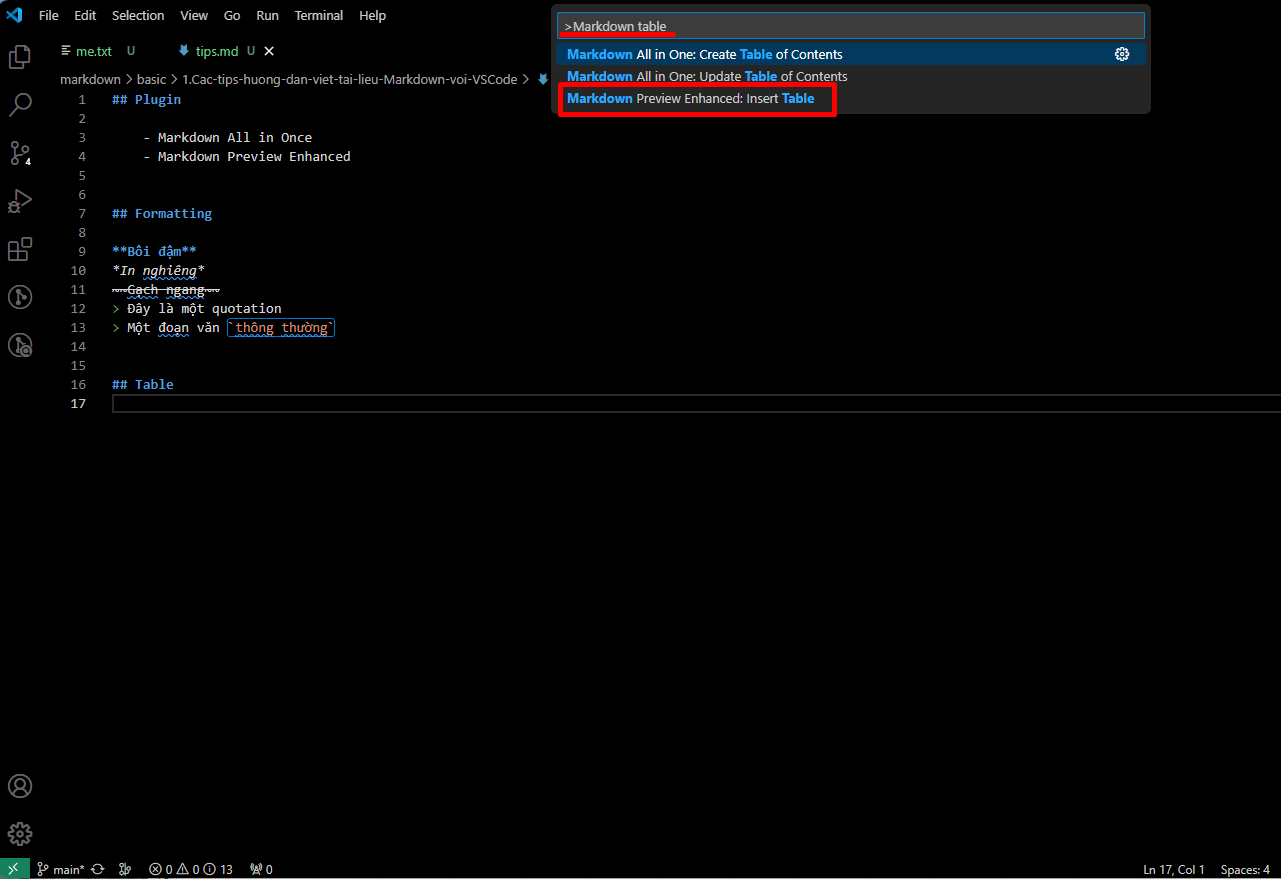 File Edit Selection View Go Run Terminal Help
>Markdown table
Markdown All in One: Create Table of Contents
Markdown All in One: Update Table of Contents
Markdown Preview Enhanced: Insert Table
me.txt U tips.md U
markdown > basic > 1.Cac-tips-huong-dan-viet-tai-lieu-Markdown-voi-VSCode >
1 ## Plugin
2
3 - Markdown All in Once
4 - Markdown Preview Enhanced
5
6
7 ## Formatting
8
9 **Bôi đậm**
10 *In nghiêng*
11 ~~Gạch ngang~~
12 > Đây là một quotation
13 > Một đoạn văn `thông thường`
14
15
16 ## Table
17
4
main* 0 0 13 0 Ln 17, Col 1 Spaces: 4